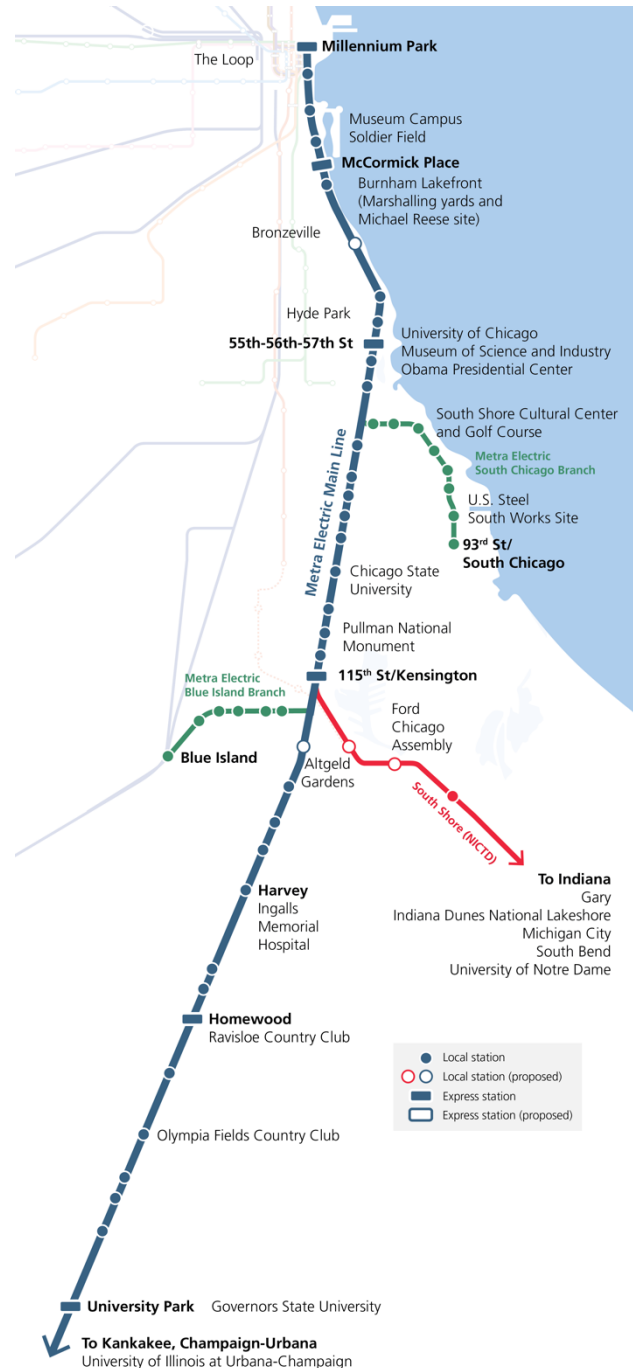 Millennium Park
The Loop
Museum Campus
Soldier Field
McCormick Place
Burnham Lakefront
(Marshalling yards and
Michael Reese site)
Bronzeville
Hyde Park
55th-56th-57th St
University of Chicago
Museum of Science and Industry
Obama Presidential Center
South Shore Cultural Center
and Golf Course
Metra Electric
South Chicago Branch
Metra Electric Main Line
U.S. Steel
South Works Site
93rd St/
South Chicago
Chicago State
University
Pullman National
Monument
115th St/Kensington
Metra Electric
Blue Island Branch
Blue Island
Altgeld
Gardens
Ford
Chicago
Assembly
South Shore (NICTD)
To Indiana
Gary
Indiana Dunes National Lakeshore
Michigan City
South Bend
University of Notre Dame
Harvey
Ingalls
Memorial
Hospital
Homewood
Ravisloe Country Club
Local station
Local station (proposed)
Express station
Express station (proposed)
Olympia Fields Country Club
University Park
Governors State University
To Kankakee, Champaign-Urbana
University of Illinois at Urbana-Champaign